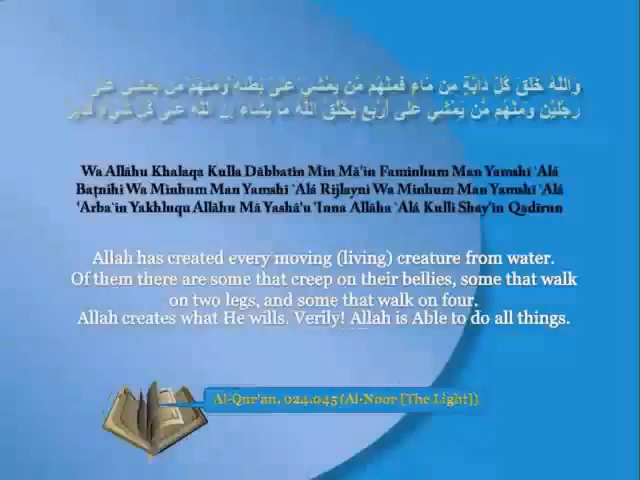 وَاللَّهُ خَلَقَ كُلَّ دَابَّةٍ مِن مَّاءٍ فَمِنْهُم مَّن يَمْشِي عَلَىٰ بَطْنِهِ وَمِنْهُم مَّن يَمْشِي عَلَىٰ
رِجْلَيْنِ وَمِنْهُم مَّن يَمْشِي عَلَىٰ أَرْبَعٍ يَخْلُقُ اللَّهُ مَا يَشَاءُ إِنَّ اللَّهَ عَلَىٰ كُلِّ شَيْءٍ قَدِيرٌ
Wa Allāhu Khalaqa Kulla Dābbatin Min Mā'in Faminhum Man Yamshī `Alá
Baţnihi Wa Minhum Man Yamshī `Alá Rijlayni Wa Minhum Man Yamshī `Alá
'Arba`in Yakhluqu Allāhu Mā Yashā'u 'Inna Allāha `Alá Kulli Shay'in Qadīrun
Allah has created every moving (living) creature from water.
Of them there are some that creep on their bellies, some that walk
on two legs, and some that walk on four.
Allah creates what He wills. Verily! Allah is Able to do all things.
Al-Qur'an, 024.045 (Al-Noor [The Light])